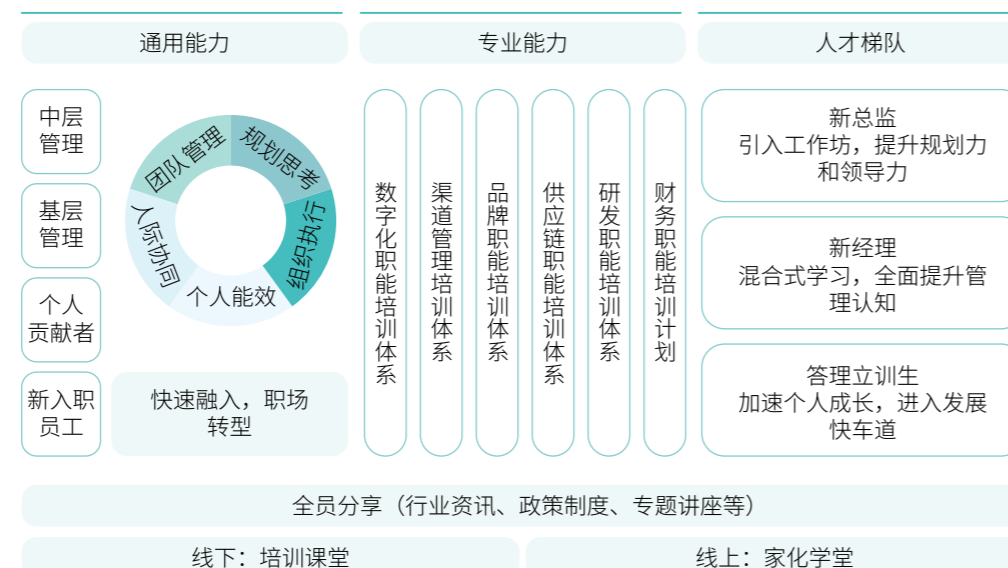 通用能力
专业能力
人才梯队
中层
管理
基层
管理
个人
贡献者
新入职
员工
团队管理
规划思考
组织执行
个人能效
人际协同
快速融入，职场
转型
数字化职能培训体系
渠道管理培训体系
品牌职能培训体系
供应链职能培训体系
研发职能培训体系
财务职能培训计划
新总监
引入工作坊，提升规划力
和领导力
新经理
混合式学习，全面提升管
理认知
答理立训生
加速个人成长，进入发展
快车道
全员分享（行业资讯、政策制度、专题讲座等）
线下：培训课堂
线上：家化学堂